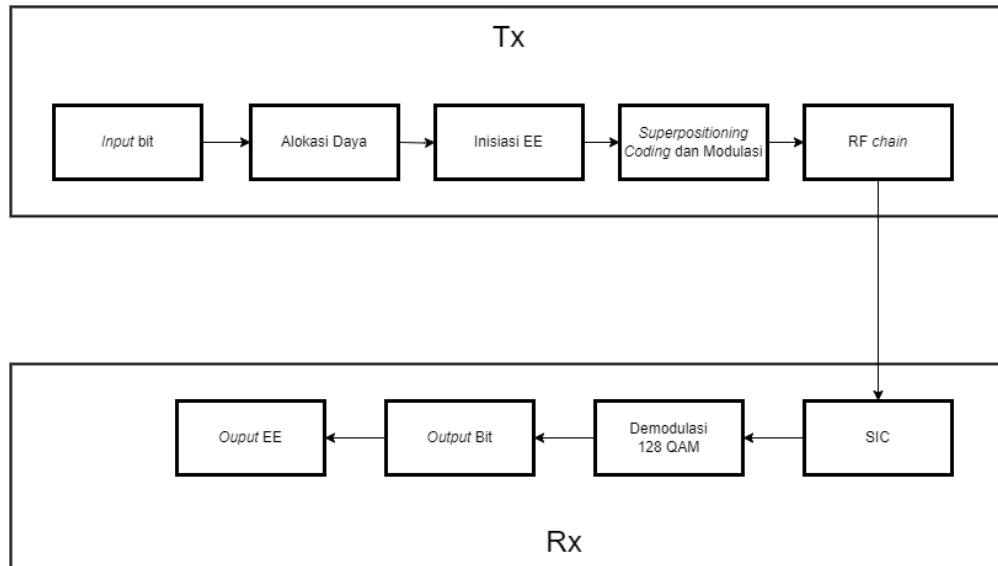 Tx
Input bit
Alokasi Daya
Inisiasi EE
Superpositioning
Coding dan Modulasi
RF chain
Ouput EE
Output Bit
Demodulasi
128 QAM
SIC
Rx